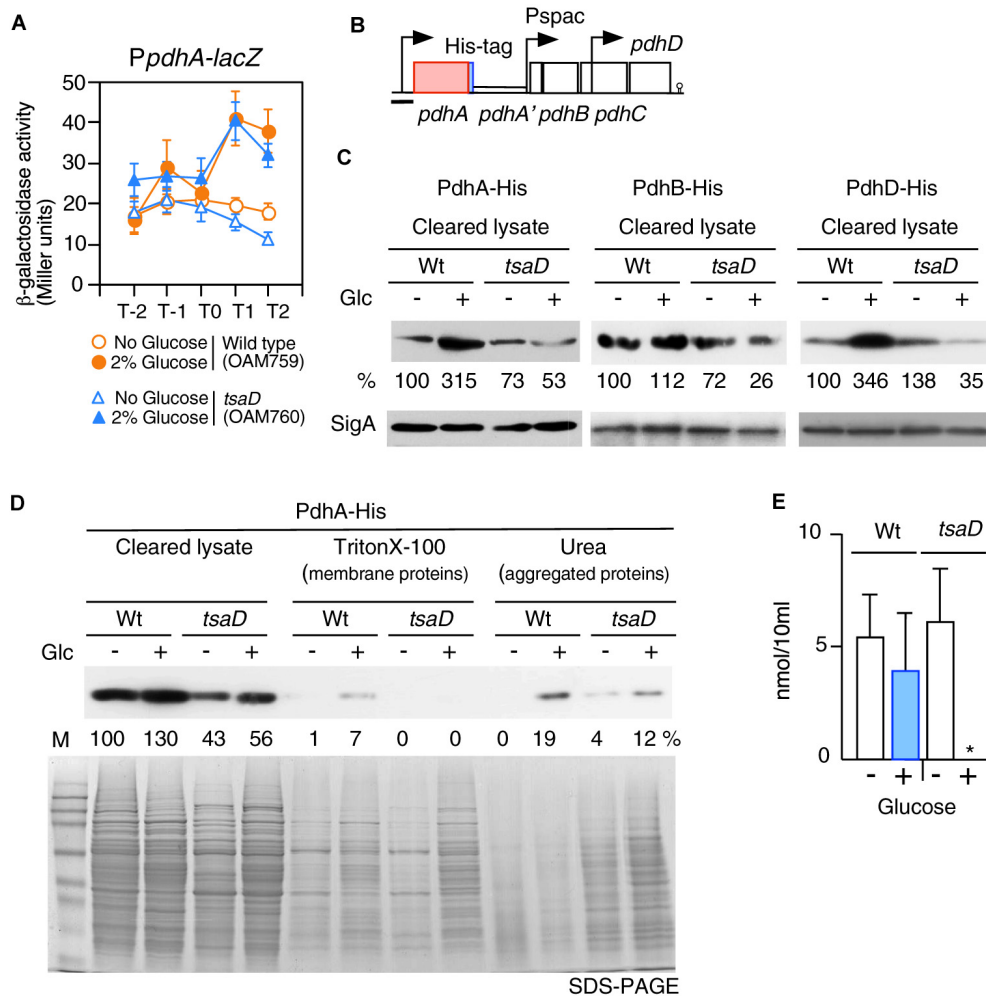 A
PpdhA-lacZ
β-galactosidase activity
(Miller units)
50
40
30
20
10
0
T-2 T-1 T0 T1 T2
No Glucose Wild type
2% Glucose (OAM759)
No Glucose tsaD
2% Glucose (OAM760)
B
Pspac
His-tag pdhD
pdhA pdhA' pdhB pdhC
C
PdhA-His PdhB-His PdhD-His
Cleared lysate Cleared lysate Cleared lysate
Wt tsaD Wt tsaD Wt tsaD
Glc - + - + - + - + - + - +
% 100 315 73 53 100 112 72 26 100 346 138 35
SigA
D
PdhA-His
Cleared lysate TritonX-100 Urea
(membrane proteins) (aggregated proteins)
Wt tsaD Wt tsaD Wt tsaD
Glc - + - + - + - + - + - +
M 100 130 43 56 1 7 0 0 0 19 4 12 %
SDS-PAGE
E
Wt tsaD
nmol/10ml
10
5
0
*
- + - +
Glucose